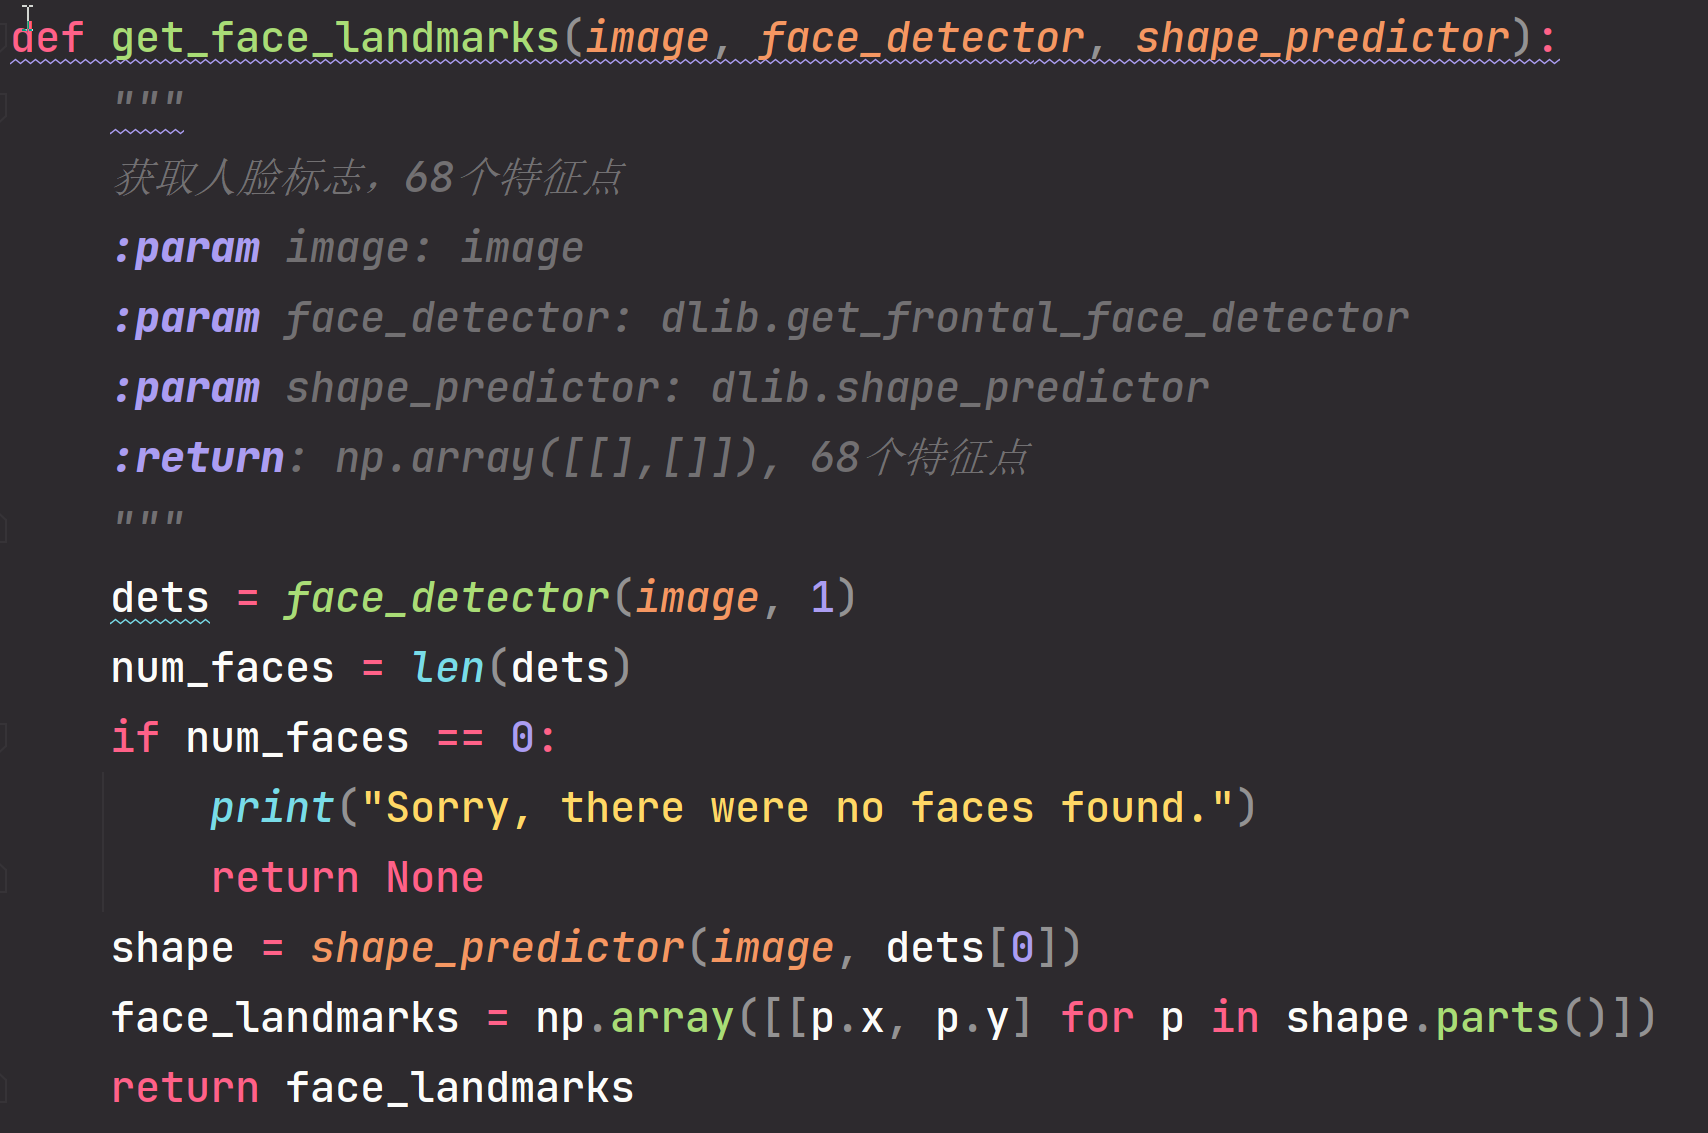 def get_face_landmarks(image, face_detector, shape_predictor):
    """
    获取人脸标志，68个特征点
    :param image: image
    :param face_detector: dlib.get_frontal_face_detector
    :param shape_predictor: dlib.shape_predictor
    :return: np.array([[],[]]), 68个特征点
    """
    dets = face_detector(image, 1)
    num_faces = len(dets)
    if num_faces == 0:
        print("Sorry, there were no faces found.")
        return None
    shape = shape_predictor(image, dets[0])
    face_landmarks = np.array([[p.x, p.y] for p in shape.parts()])
    return face_landmarks